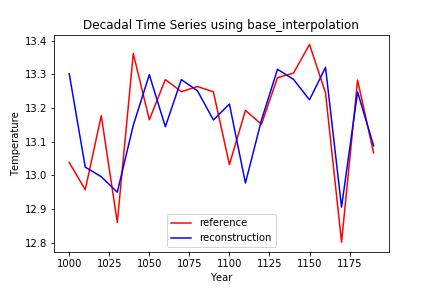 Decadal Time Series using base_interpolation
13.4
13.3
13.2
13.1
13.0
12.9
12.8
Temperature
reference
reconstruction
1000 1025 1050 1075 1100 1125 1150 1175
Year